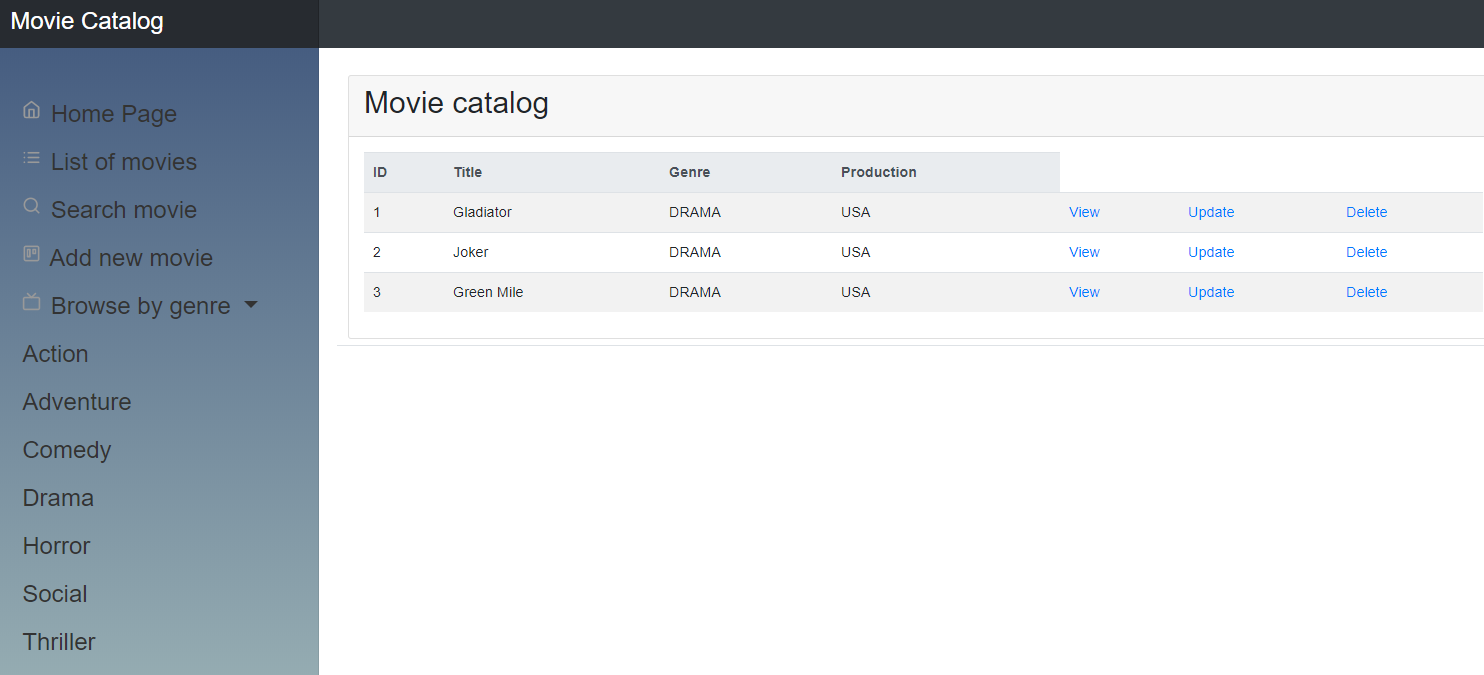 Movie Catalog
Home Page
List of movies
Search movie
Add new movie
Browse by genre
Action
Adventure
Comedy
Drama
Horror
Social
Thriller
Movie catalog
ID Title Genre Production
1 Gladiator DRAMA USA View Update Delete
2 Joker DRAMA USA View Update Delete
3 Green Mile DRAMA USA View Update Delete